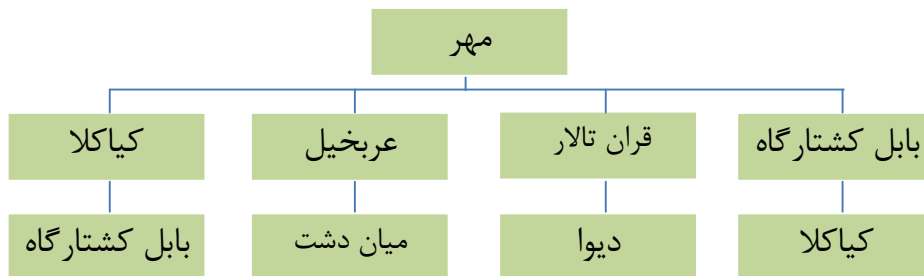 مهر
بابل کشتارگاه
قران تالار
عربخیل
کیاکلا
کیاکلا
دیوا
میان دشت
بابل کشتارگاه